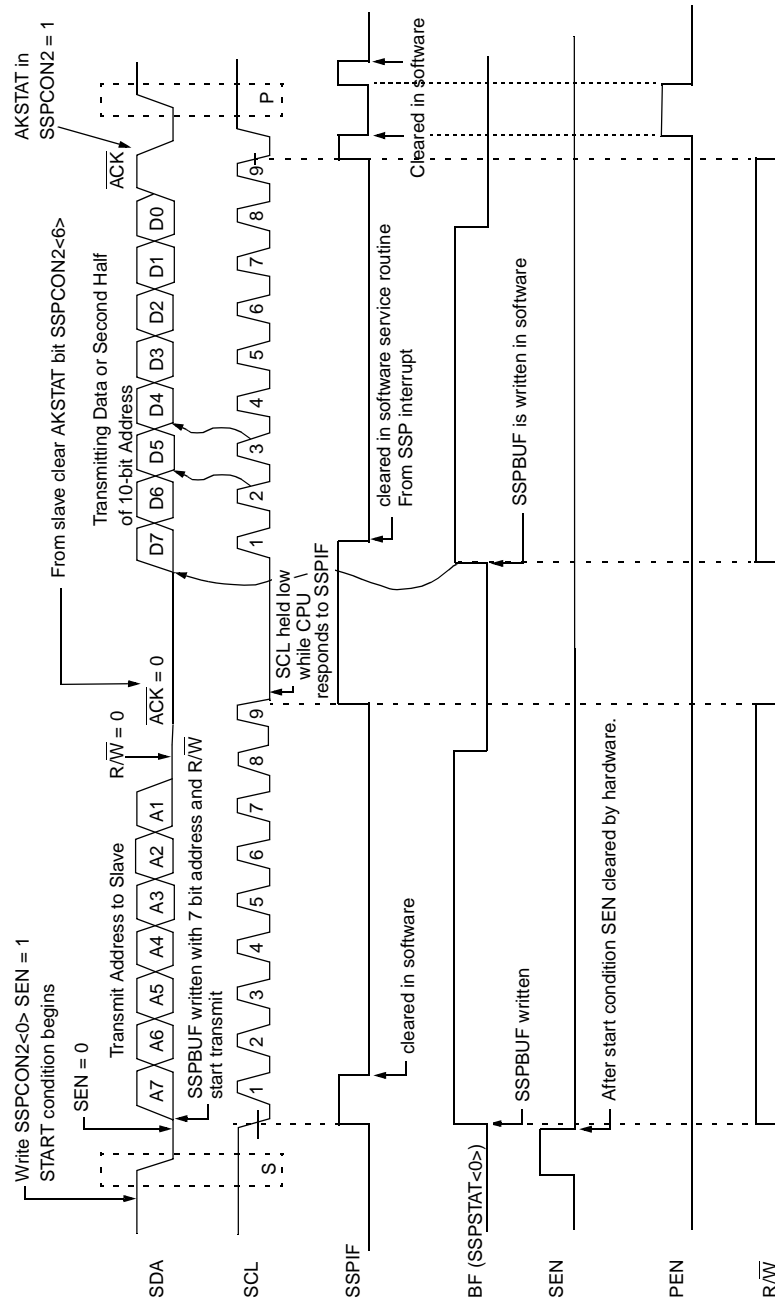 Write SSPCON2<0> SEN = 1
START condition begins
SEN = 0
Transmit Address to Slave
R/W = 0
ACK = 0
From slave clear AKSTAT bit SSPCON2<6>
Transmitting Data or Second Half
of 10-bit Address
ACK
AKSTAT in
SSPCON2 = 1
SDA
A7 A6 A5 A4 A3 A2 A1
D7 D6 D5 D4 D3 D2 D1 D0
SSPBUF written with 7 bit address and R/W
start transmit
SCL
S
1 2 3 4 5 6 7 8 9
1 2 3 4 5 6 7 8 9
P
SCL held low
while CPU
responds to SSPIF
SSPIF
cleared in software
cleared in software service routine
From SSP interrupt
Cleared in software
BF (SSPSTAT<0>)
SSPBUF written
SSPBUF is written in software
SEN
After start condition SEN cleared by hardware.
PEN
R/W